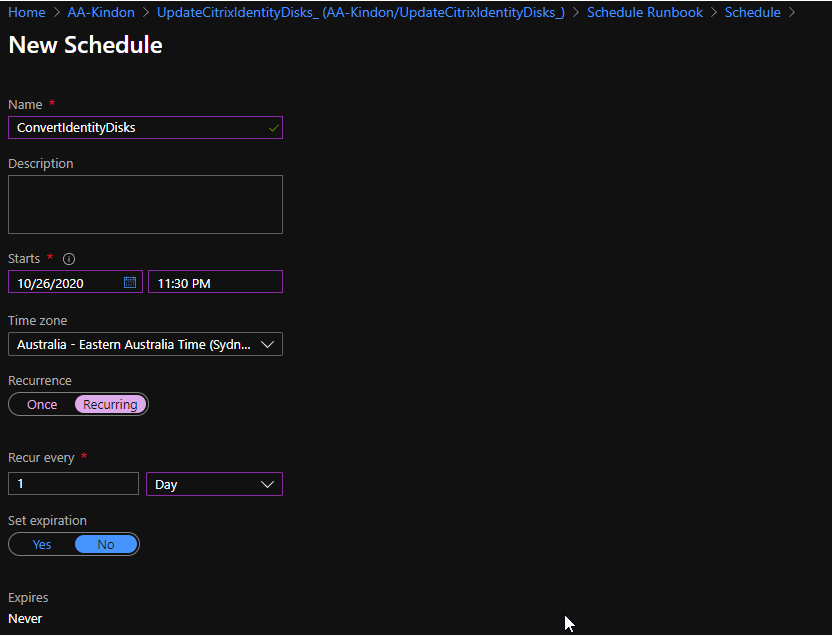 Home > AA-Kindon > UpdateCitrixIdentityDisks_ (AA-Kindon/UpdateCitrixIdentityDisks_) > Schedule Runbook > Schedule >
New Schedule
Name *
ConvertIdentityDisks
Description
Starts *
10/26/2020 11:30 PM
Time zone
Australia - Eastern Australia Time (Sydn...
Recurrence
Once Recurring
Recur every *
1 Day
Set expiration
Yes No
Expires
Never